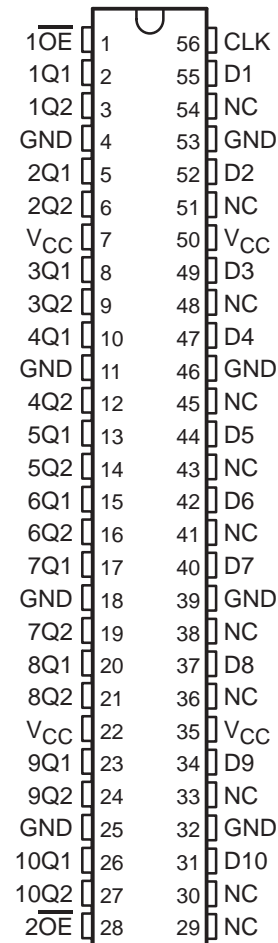 1O̅E̅ 1 56 CLK
1Q1 2 55 D1
1Q2 3 54 NC
GND 4 53 GND
2Q1 5 52 D2
2Q2 6 51 NC
VCC 7 50 VCC
3Q1 8 49 D3
3Q2 9 48 NC
4Q1 10 47 D4
GND 11 46 GND
4Q2 12 45 NC
5Q1 13 44 D5
5Q2 14 43 NC
6Q1 15 42 D6
6Q2 16 41 NC
7Q1 17 40 D7
GND 18 39 GND
7Q2 19 38 NC
8Q1 20 37 D8
8Q2 21 36 NC
VCC 22 35 VCC
9Q1 23 34 D9
9Q2 24 33 NC
GND 25 32 GND
10Q1 26 31 D10
10Q2 27 30 NC
2O̅E̅ 28 29 NC